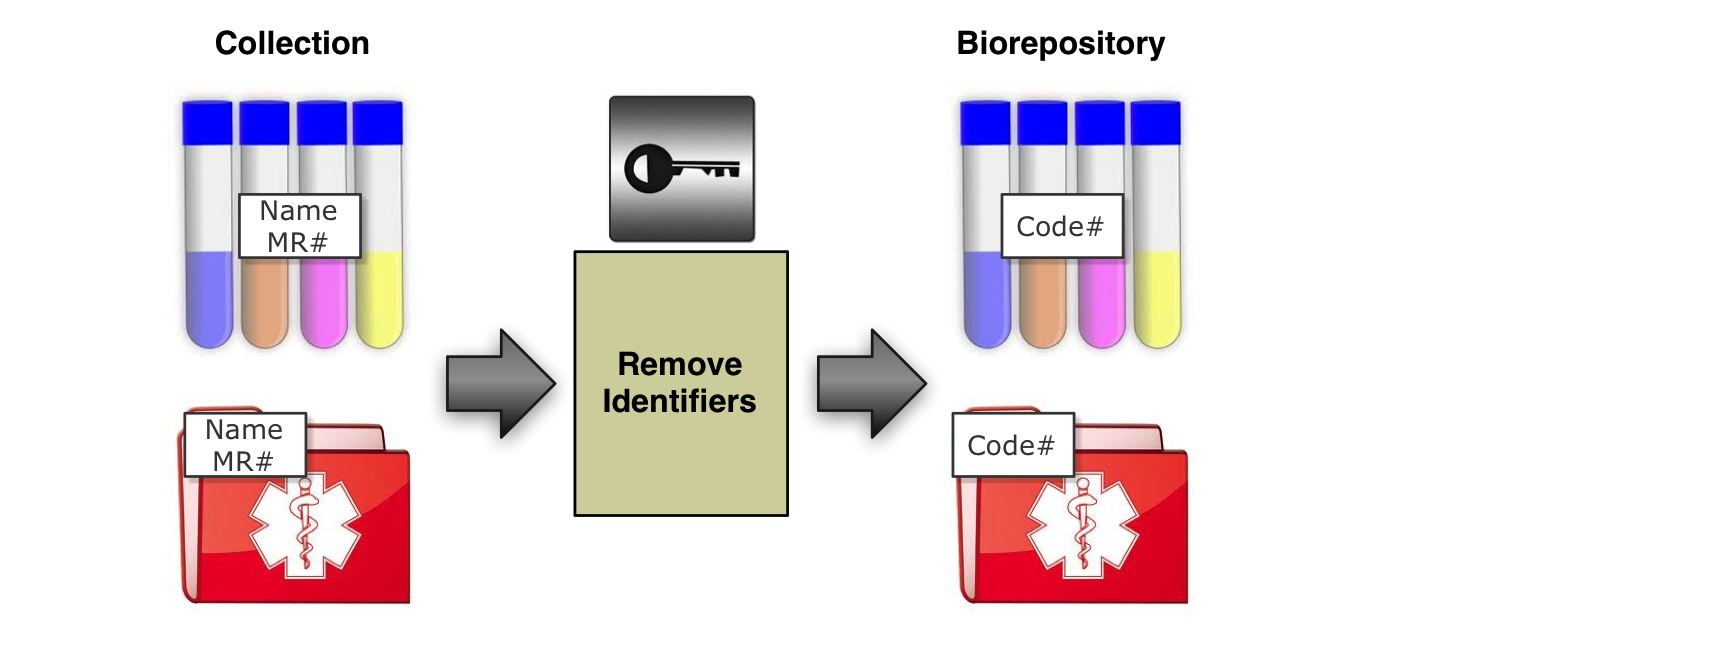 Collection
Biorepository
Name
MR#
Code#
Remove
Identifiers
Name
MR#
Code#